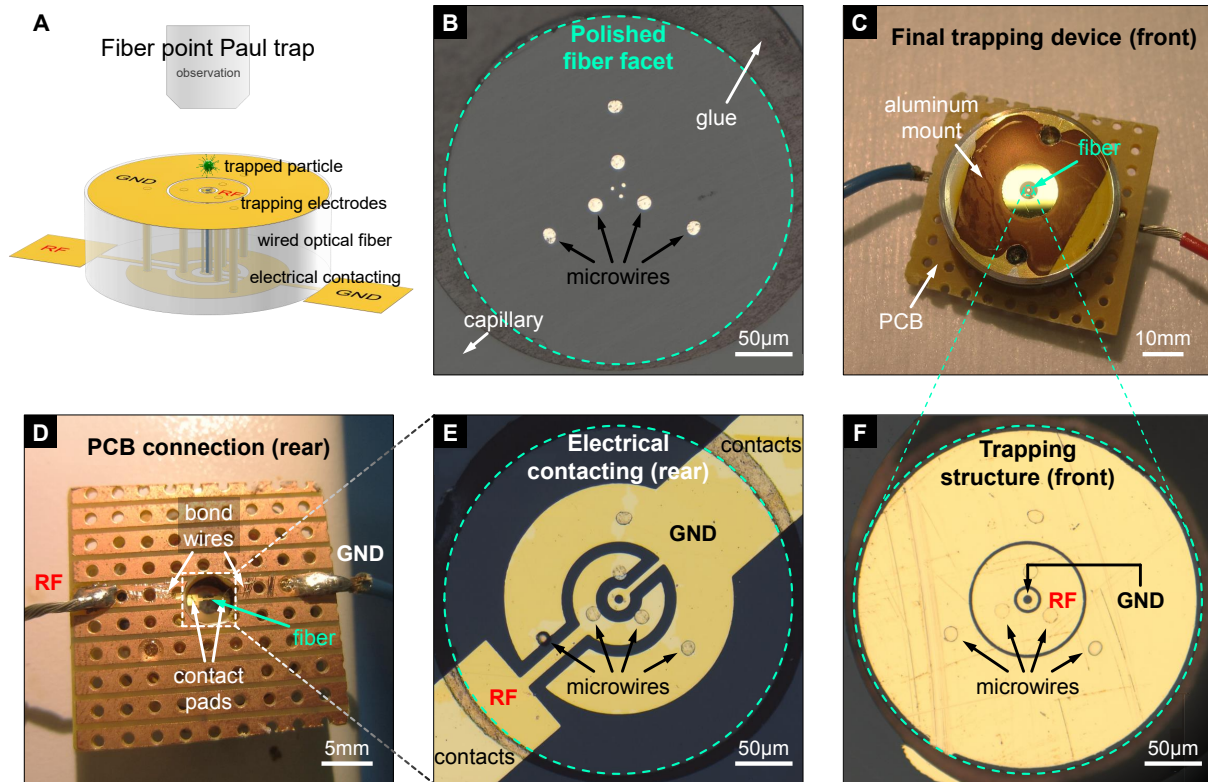 A
Fiber point Paul trap
observation
trapped particle
GND
RF
trapping electrodes
wired optical fiber
RF
electrical contacting
GND
B
Polished
fiber facet
glue
microwires
capillary
50µm
C
Final trapping device (front)
aluminum
mount
fiber
PCB
10mm
D
PCB connection (rear)
bond
wires
GND
RF
fiber
contact
pads
5mm
E
Electrical
contacting (rear)
contacts
GND
microwires
RF
contacts
50µm
F
Trapping
structure (front)
RF
GND
microwires
50µm